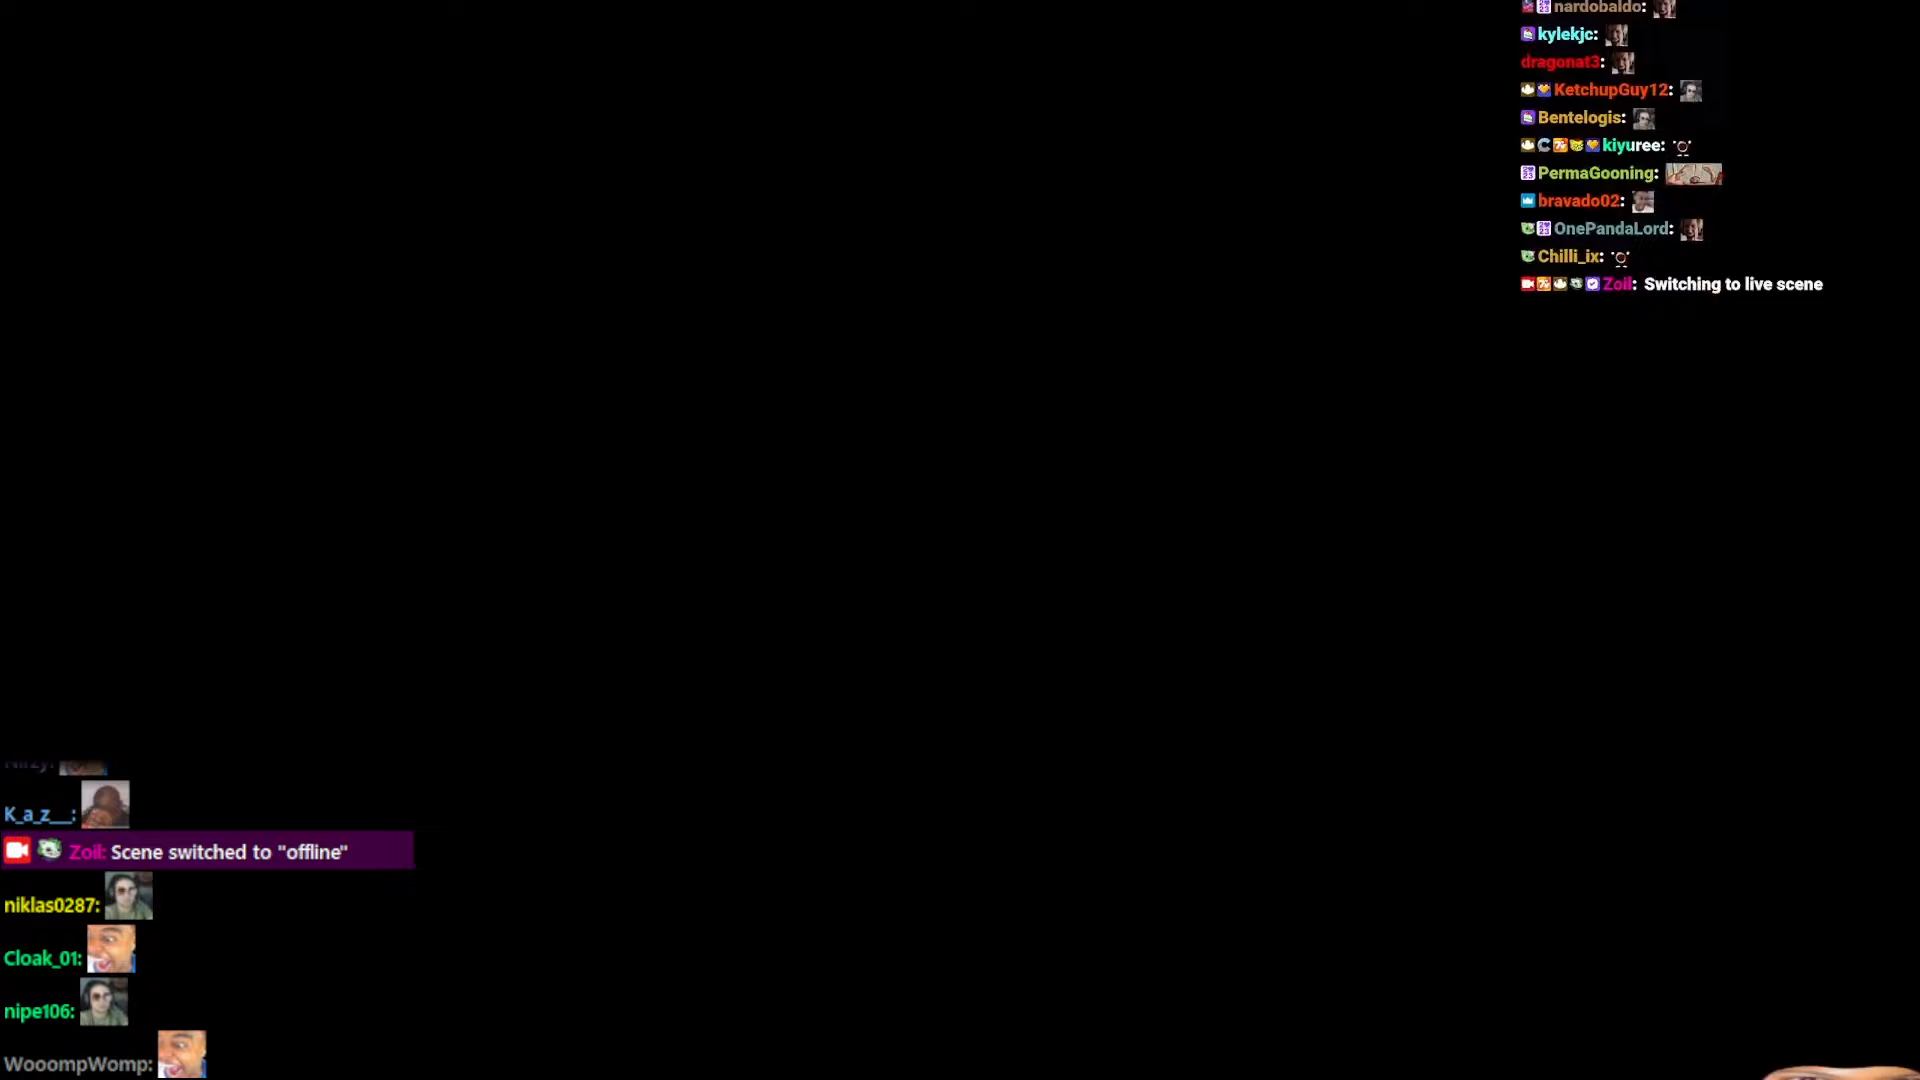 nardobaldo:
kylekjc:
dragonat3:
KetchupGuy12:
Bentelogis:
kiyuree:
PermaGooning:
bravado02:
OnePandaLord:
Chilli_ix:
Zoil: Switching to live scene
K_a_z__:
Zoil: Scene switched to "offline"
niklas0287:
Cloak_01:
nipe106:
WooompWomp: